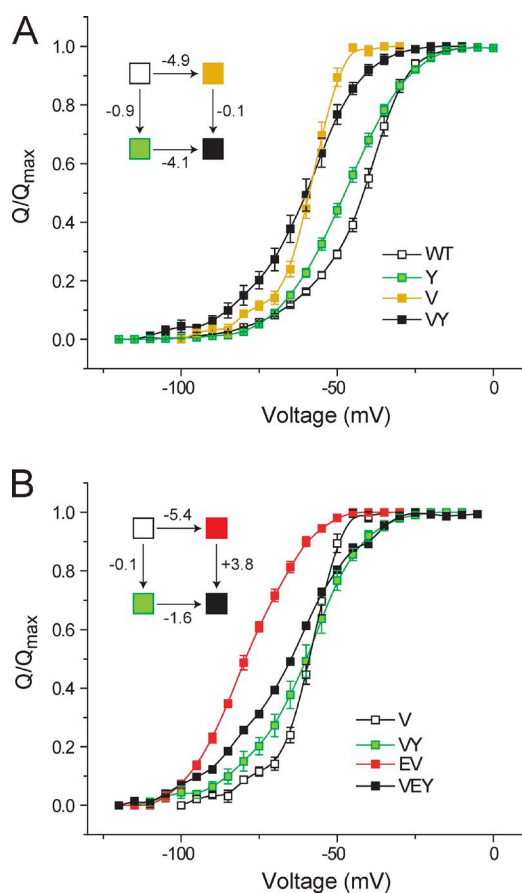 A
-4.9
-0.9
-0.1
-4.1
1.0
0.8
0.6
0.4
0.2
0.0
Q/Qmax
WT
Y
V
VY
-100
-50
0
Voltage (mV)
B
-5.4
-0.1
+3.8
-1.6
1.0
0.8
0.6
0.4
0.2
0.0
Q/Qmax
V
VY
EV
VEY
-100
-50
0
Voltage (mV)